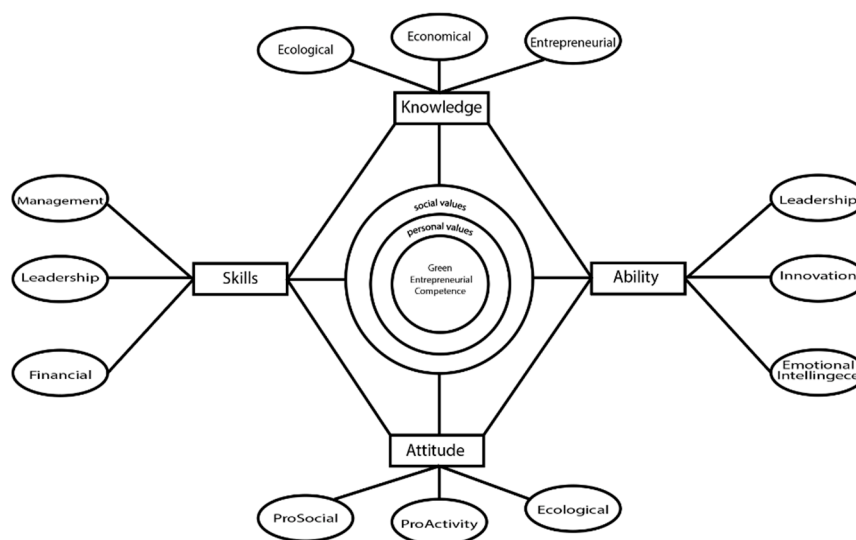 Ecological
Economical
Entrepreneurial
Knowledge
Management
Leadership
Financial
Skills
social values
personal values
Green
Entrepreneurial
Competence
Ability
Leadership
Innovation
Emotional
Intellingece
Attitude
ProSocial
ProActivity
Ecological